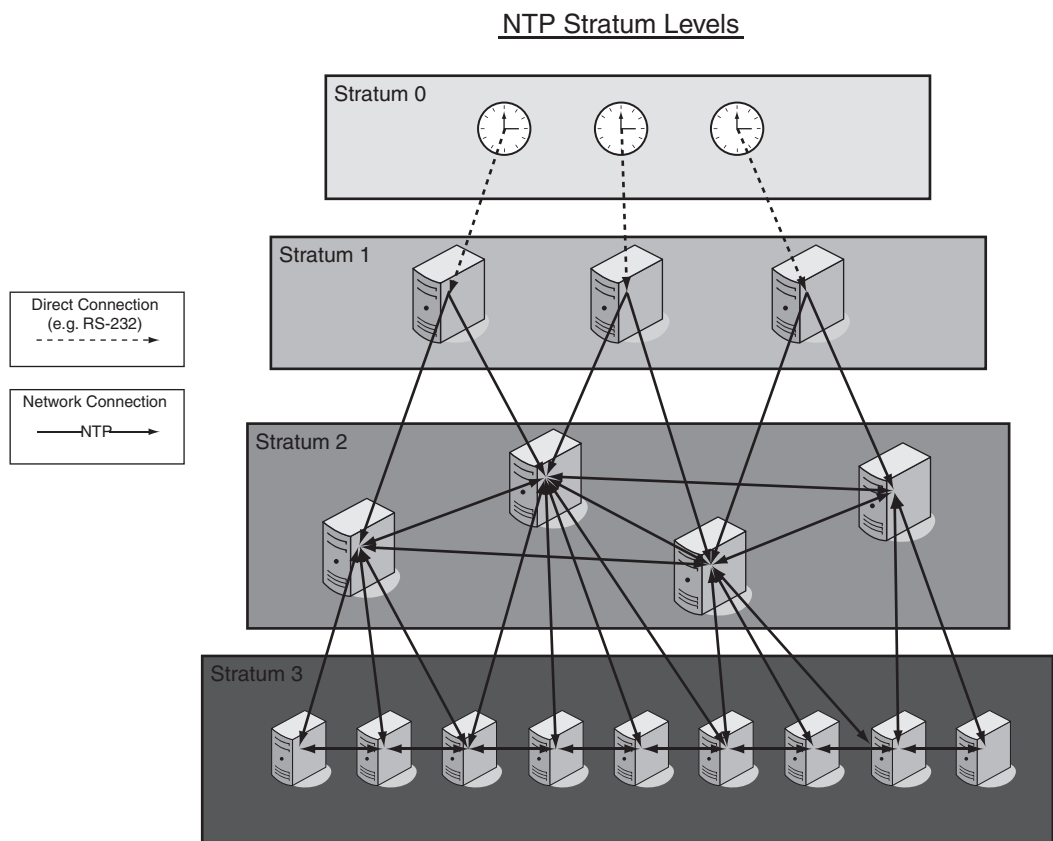 NTP Stratum Levels
Stratum 0
Stratum 1
Direct Connection
(e.g. RS-232)
Network Connection
NTP
Stratum 2
Stratum 3